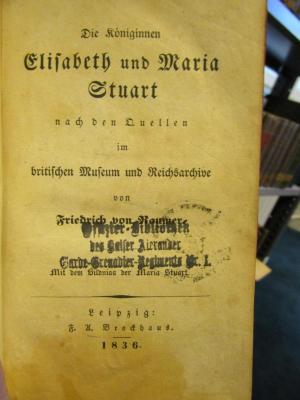 Die Königinnen
Elisabeth und Maria
Stuart
nach den Quellen
im
britischen Museum und Reichsarchive
von
Friedrich von Raumer.
Offizier-Bibliothek
des Kaiser Alexander
Garde-Grenadier-Regiments Nr. 1.
Mit dem Bildniss der Maria Stuart.
Leipzig:
F. A. Brockhaus.
1836.